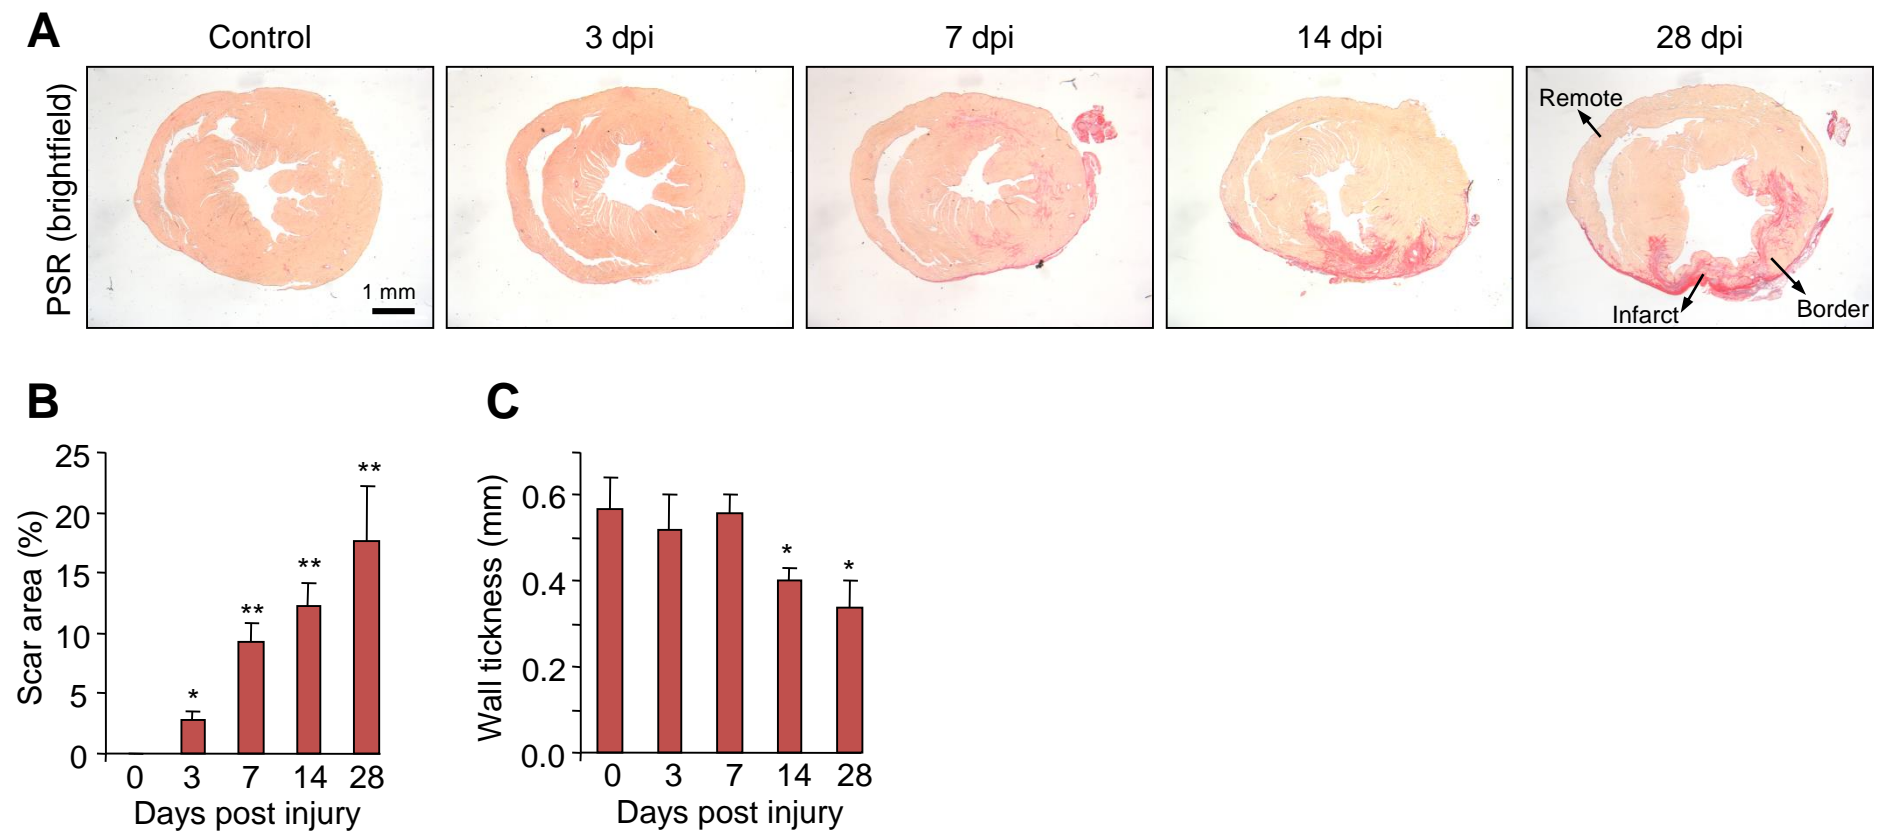 A
Control
3 dpi
7 dpi
14 dpi
28 dpi
PSR (brightfield)
1 mm
Remote
Infarct
Border
B
Scar area (%)
25
20
15
10
5
0
**
**
**
*
0 3 7 14 28
Days post injury
C
Wall tickness (mm)
0.6
0.4
0.2
0.0
*
*
0 3 7 14 28
Days post injury